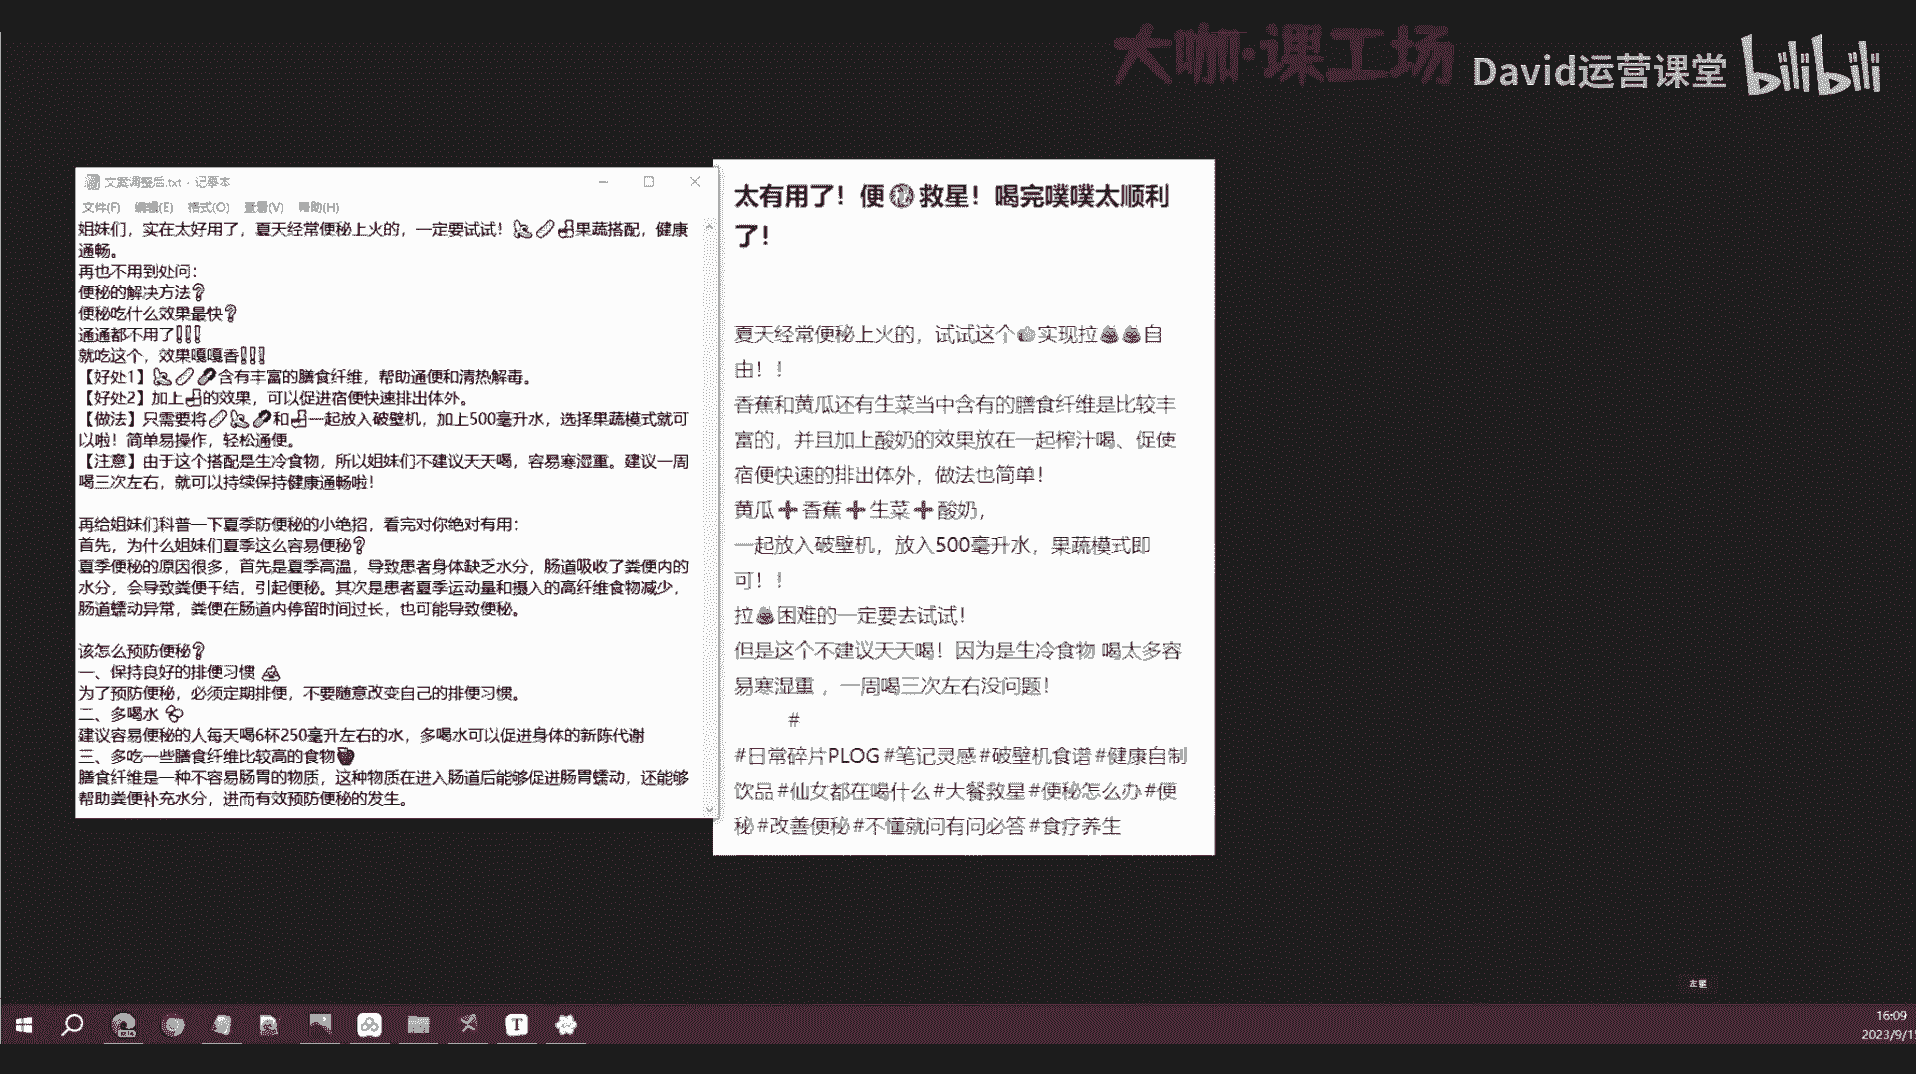 大咖·课工场
David运营课堂 bilibili
文案调整后.txt - 记事本
文件(F) 编辑(E) 格式(O) 查看(V) 帮助(H)
姐妹们，实在太好用了，夏天经常便秘上火的，一定要试试！🍌🥒🥛果蔬搭配，健康
通畅。
再也不用到处问：
便秘的解决方法❓
便秘吃什么效果最快❓
通通都不用了❗❗❗
就吃这个，效果嘎嘎香❗❗❗
【好处1】🍌🥒🥬含有丰富的膳食纤维，帮助通便和清热解毒。
【好处2】加上🥛的效果，可以促进宿便快速排出体外。
【做法】只需要将🥒🍌🥬和🥛一起放入破壁机，加上500毫升水，选择果蔬模式就可
以啦！简单易操作，轻松通便。
【注意】由于这个搭配是生冷食物，所以姐妹们不建议天天喝，容易寒湿重。建议一周
喝三次左右，就可以持续保持健康通畅啦！
再给姐妹们科普一下夏季防便秘的小绝招，看完对你绝对有用：
首先，为什么姐妹们夏季这么容易便秘❓
夏季便秘的原因很多，首先是夏季高温，导致患者身体缺乏水分，肠道吸收了粪便内的
水分，会导致粪便干结，引起便秘。其次是患者夏季运动量和摄入的高纤维食物减少，
肠道蠕动异常，粪便在肠道内停留时间过长，也可能导致便秘。
该怎么预防便秘❓
一、保持良好的排便习惯 💩
为了预防便秘，必须定期排便，不要随意改变自己的排便习惯。
二、多喝水
建议容易便秘的人每天喝6杯250毫升左右的水，多喝水可以促进身体的新陈代谢
三、多吃一些膳食纤维比较高的食物
膳食纤维是一种不容易肠胃的物质，这种物质在进入肠道后能够促进肠胃蠕动，还能够
帮助粪便补充水分，进而有效预防便秘的发生。
太有用了！便㊙救星！喝完噗噗太顺利
了！
夏天经常便秘上火的，试试这个👍实现拉💩💩自
由！！
香蕉和黄瓜还有生菜当中含有的膳食纤维是比较丰
富的，并且加上酸奶的效果放在一起榨汁喝、促使
宿便快速的排出体外，做法也简单！
黄瓜➕香蕉➕生菜➕酸奶，
一起放入破壁机，放入500毫升水，果蔬模式即
可！！
拉💩困难的一定要去试试！
但是这个不建议天天喝！因为是生冷食物 喝太多容
易寒湿重 ，一周喝三次左右没问题！
#
#日常碎片PLOG #笔记灵感 #破壁机食谱 #健康自制
饮品 #仙女都在喝什么 #大餐救星 #便秘怎么办 #便
秘 #改善便秘 #不懂就问有问必答 #食疗养生
16:09
2023/9/15